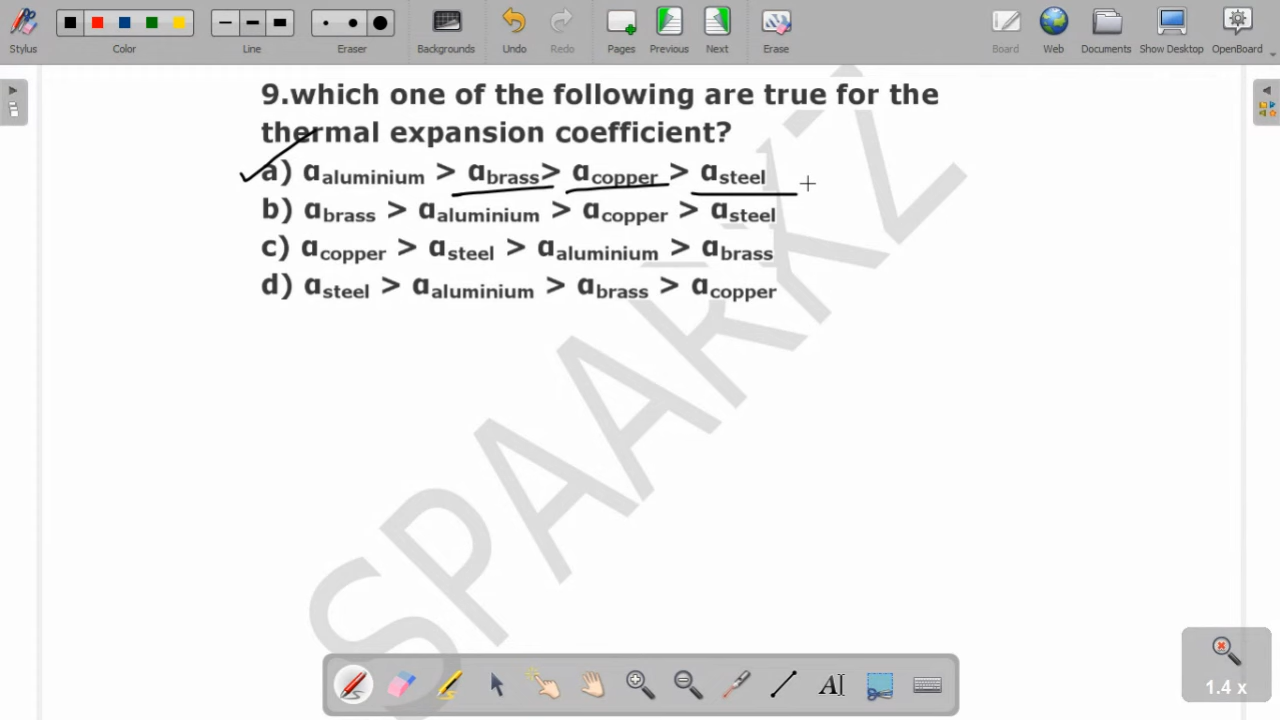 Stylus
Color
Line
Eraser
Backgrounds
Undo
Redo
Pages
Previous
Next
Erase
Board
Web
Documents
Show Desktop
OpenBoard
9.which one of the following are true for the
thermal expansion coefficient?
a) αaluminium > αbrass> αcopper > αsteel
b) αbrass > αaluminium > αcopper > αsteel
c) αcopper > αsteel > αaluminium > αbrass
d) αsteel > αaluminium > αbrass > αcopper
SPAARKZ
AI
1.4 x